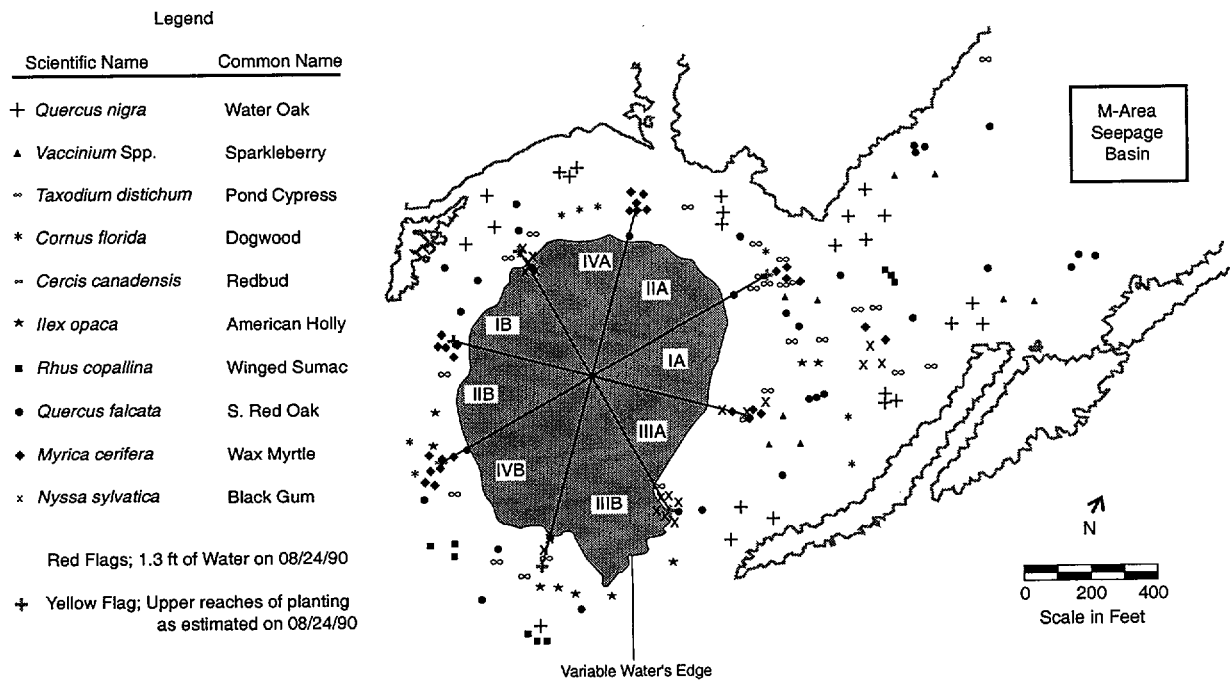 Legend
Scientific Name Common Name
Quercus nigra Water Oak
Vaccinium Spp. Sparkleberry
Taxodium distichum Pond Cypress
Cornus florida Dogwood
Cercis canadensis Redbud
Ilex opaca American Holly
Rhus copallina Winged Sumac
Quercus falcata S. Red Oak
Myrica cerifera Wax Myrtle
Nyssa sylvatica Black Gum
Red Flags; 1.3 ft of Water on 08/24/90
Yellow Flag; Upper reaches of planting
as estimated on 08/24/90
M-Area
Seepage
Basin
IVA
IIA
IB
IA
IIB
IIIA
IVB
IIIB
N
0 200 400
Scale in Feet
Variable Water's Edge